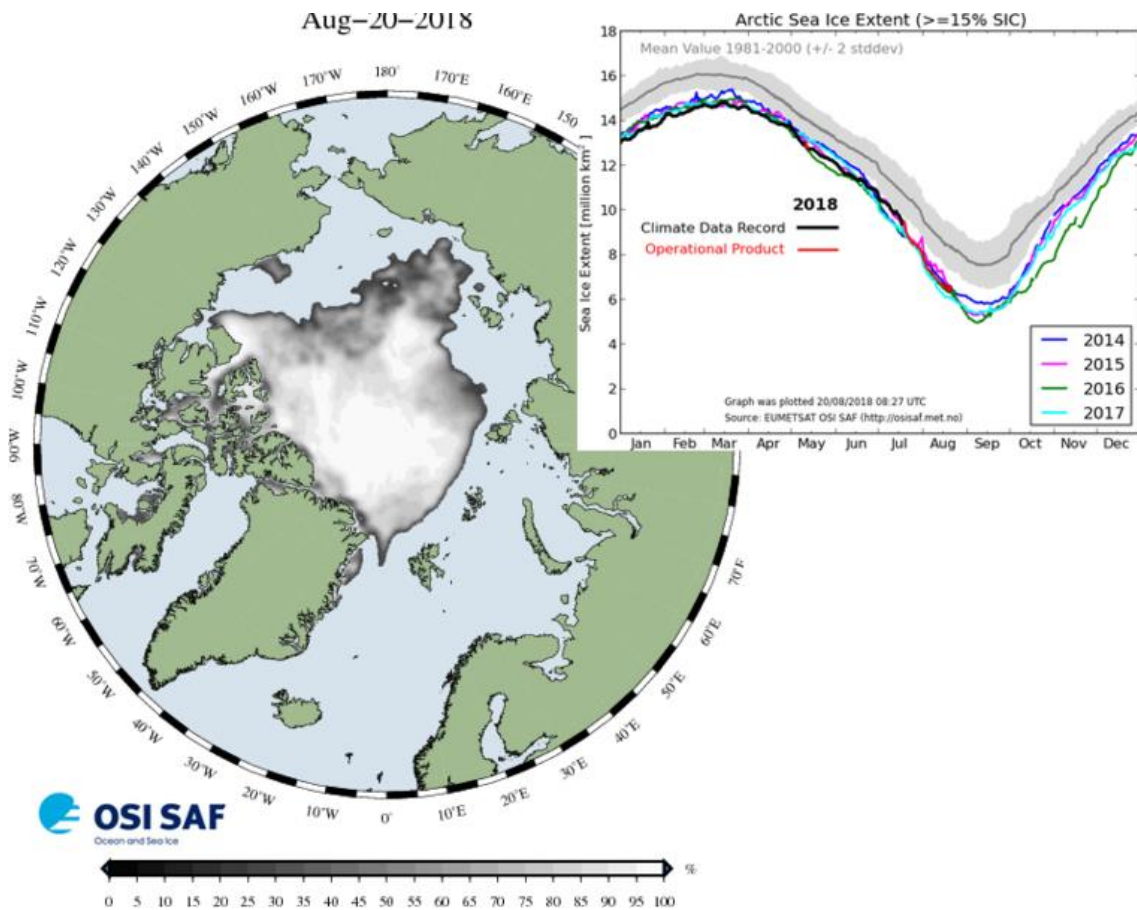 Aug-20-2018
180°
170°W
170°E
160°W
160°E
150°W
150
140°W
130°W
120°W
110°W
100°W
90°W
80°W
70°W
60°W
50°W
40°W
30°W
20°W
10°W
0°
10°E
20°E
30°E
40°E
50°E
60°E
70°E
Arctic Sea Ice Extent (>=15% SIC)
Mean Value 1981-2000 (+/- 2 stddev)
Sea Ice Extent [million km²]
18
16
14
12
10
8
6
4
2
0
2018
Climate Data Record
Operational Product
2014
2015
2016
2017
Graph was plotted 20/08/2018 08:27 UTC
Source: EUMETSAT OSI SAF (http://osisaf.met.no)
Jan Feb Mar Apr May Jun Jul Aug Sep Oct Nov Dec
OSI SAF
Ocean and Sea Ice
%
0 5 10 15 20 25 30 35 40 45 50 55 60 65 70 75 80 85 90 95 100